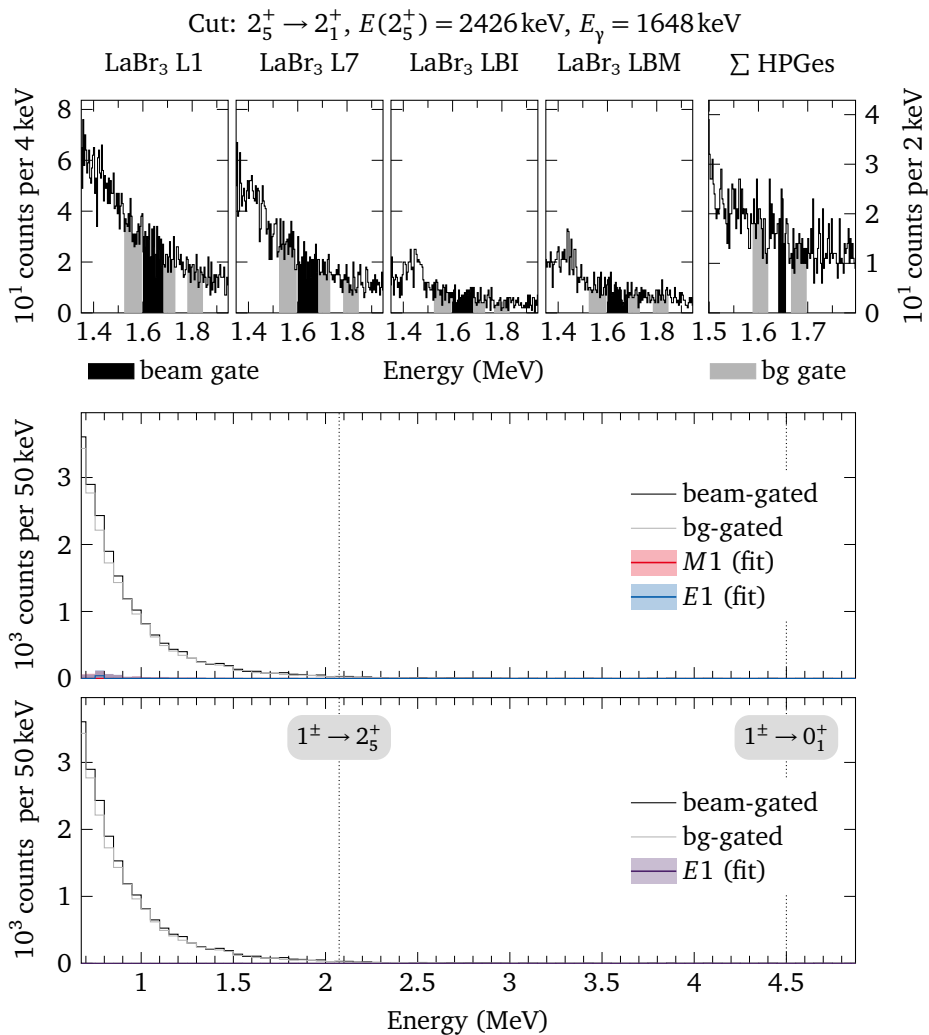 Cut: 2₅⁺ → 2₁⁺, E(2₅⁺) = 2426 keV, Eγ = 1648 keV
LaBr₃ L1 LaBr₃ L7 LaBr₃ LBI LaBr₃ LBM ∑ HPGes
10¹ counts per 4 keV
8
6
4
2
0
4
3
2
1
0
10¹ counts per 2 keV
1.4 1.6 1.8 1.4 1.6 1.8 1.4 1.6 1.8 1.4 1.6 1.8 1.5 1.6 1.7
beam gate Energy (MeV) bg gate
10³ counts per 50 keV
3
2
1
0
beam-gated
bg-gated
M1 (fit)
E1 (fit)
10³ counts per 50 keV
3
2
1
0
1± → 2₅⁺ 1± → 0₁⁺
beam-gated
bg-gated
E1 (fit)
1 1.5 2 2.5 3 3.5 4 4.5
Energy (MeV)